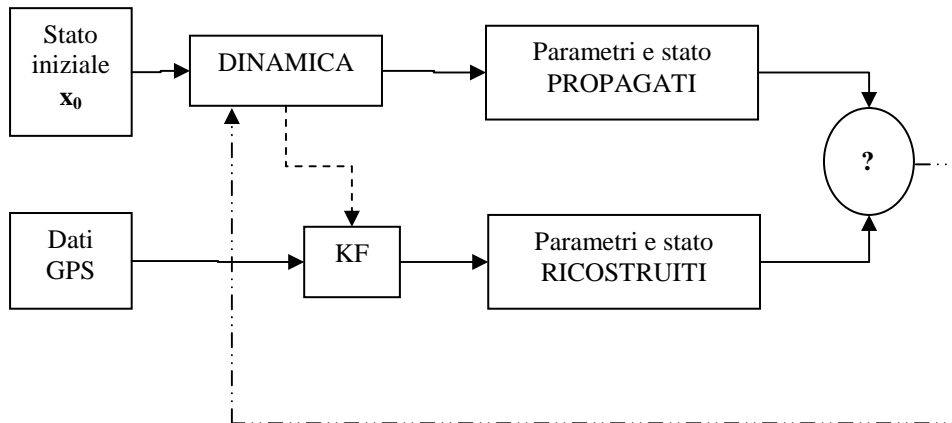 Stato
iniziale
x₀
DINAMICA
Parametri e stato
PROPAGATI
?
Dati
GPS
KF
Parametri e stato
RICOSTRUITI